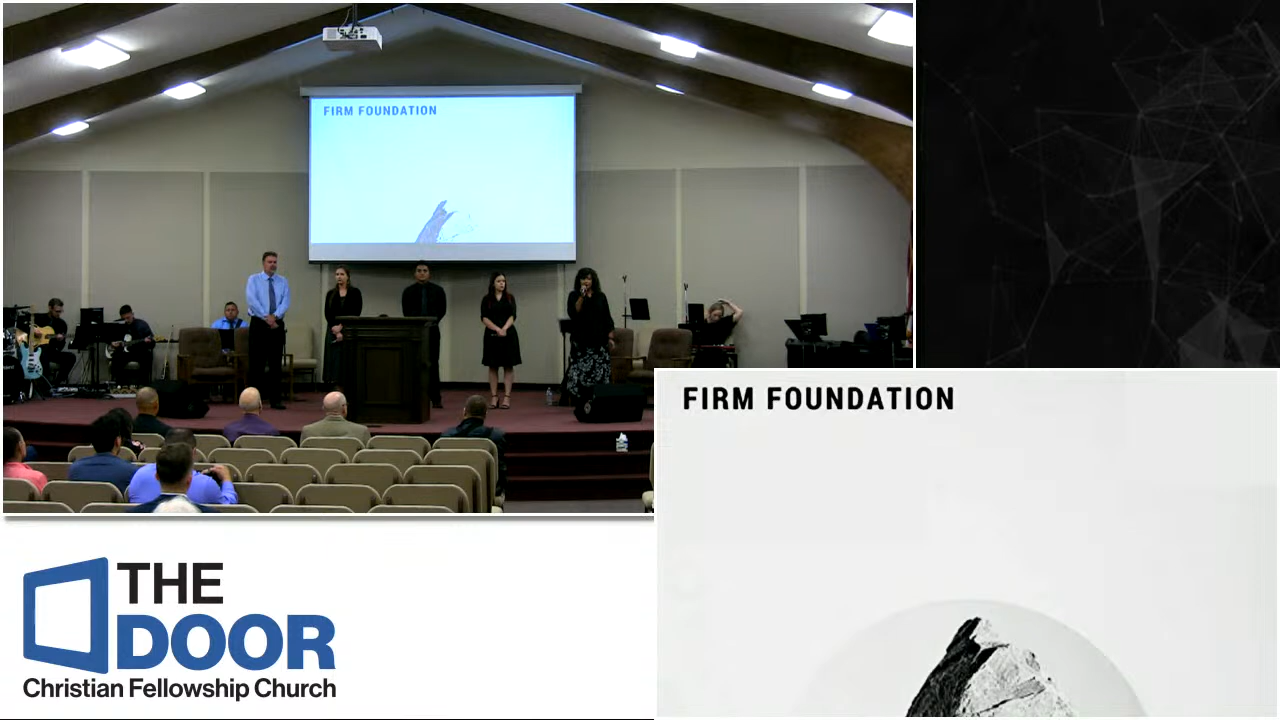 FIRM FOUNDATION
FIRM FOUNDATION
THE
DOOR
Christian Fellowship Church